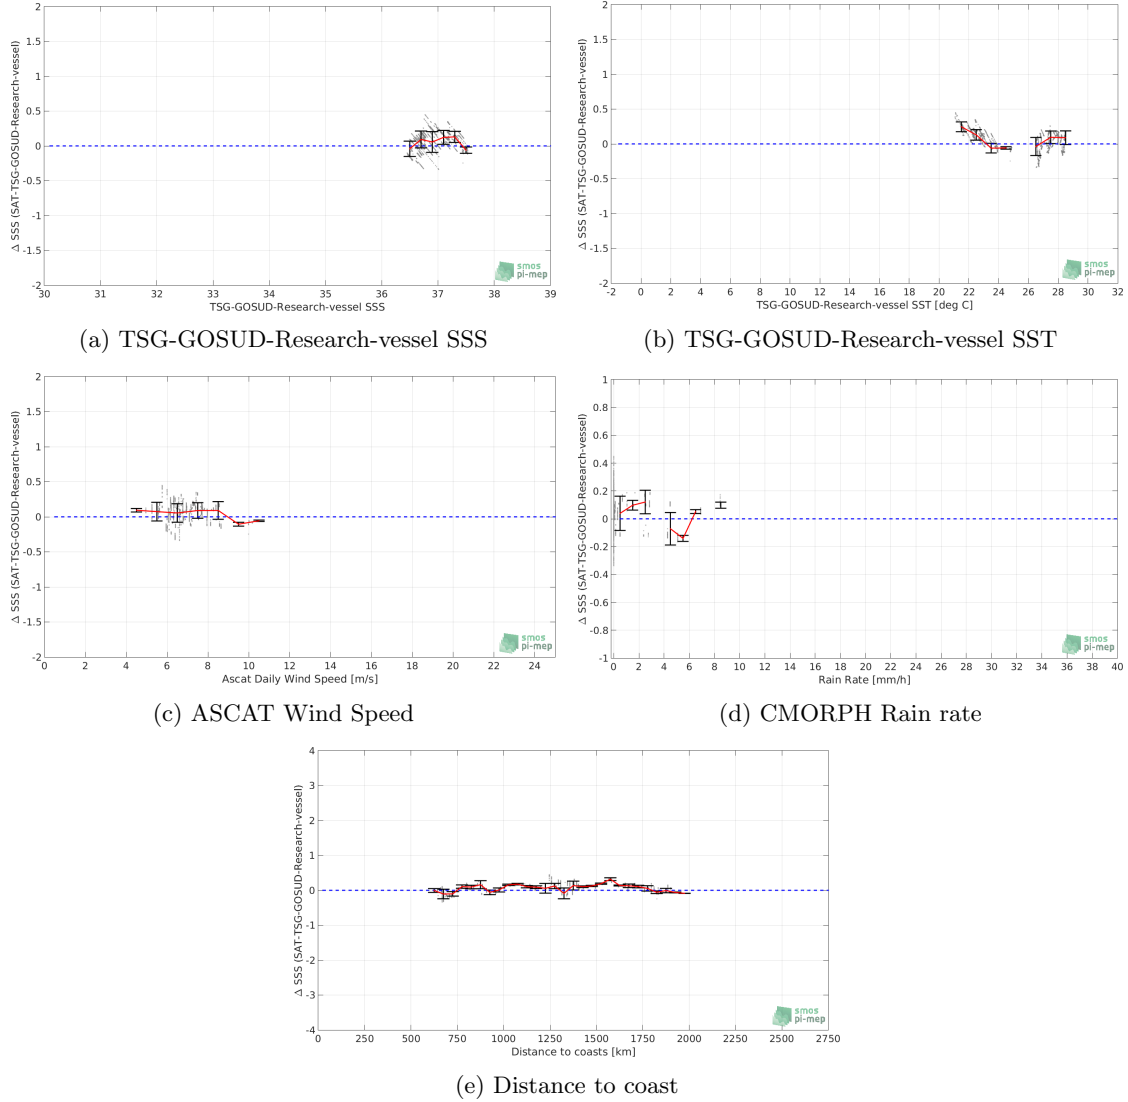 Δ SSS (SAT-TSG-GOSUD-Research-vessel)
2
1.5
1
0.5
0
-0.5
-1
-1.5
-2
30 31 32 33 34 35 36 37 38 39
TSG-GOSUD-Research-vessel SSS
smos
pi-mep
(a) TSG-GOSUD-Research-vessel SSS
Δ SSS (SAT-TSG-GOSUD-Research-vessel)
2
1.5
1
0.5
0
-0.5
-1
-1.5
-2
-2 0 2 4 6 8 10 12 14 16 18 20 22 24 26 28 30 32
TSG-GOSUD-Research-vessel SST [deg C]
smos
pi-mep
(b) TSG-GOSUD-Research-vessel SST
Δ SSS (SAT-TSG-GOSUD-Research-vessel)
2
1.5
1
0.5
0
-0.5
-1
-1.5
-2
0 2 4 6 8 10 12 14 16 18 20 22 24
Ascat Daily Wind Speed [m/s]
smos
pi-mep
(c) ASCAT Wind Speed
Δ SSS (SAT-TSG-GOSUD-Research-vessel)
1
0.8
0.6
0.4
0.2
0
-0.2
-0.4
-0.6
-0.8
-1
0 2 4 6 8 10 12 14 16 18 20 22 24 26 28 30 32 34 36 38 40
Rain Rate [mm/h]
smos
pi-mep
(d) CMORPH Rain rate
Δ SSS (SAT-TSG-GOSUD-Research-vessel)
4
3
2
1
0
-1
-2
-3
-4
0 250 500 750 1000 1250 1500 1750 2000 2250 2500 2750
Distance to coasts [km]
smos
pi-mep
(e) Distance to coast